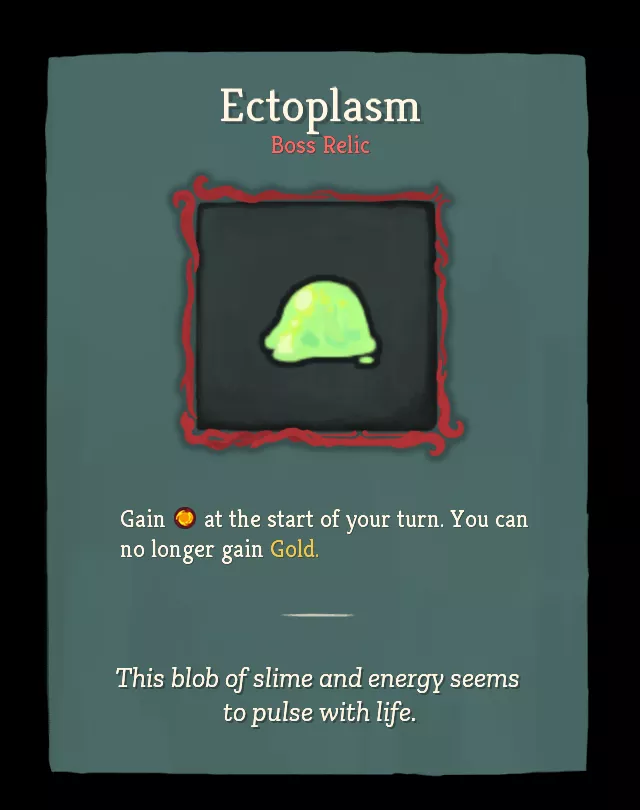 Ectoplasm
Boss Relic
Gain at the start of your turn. You can
no longer gain Gold.
This blob of slime and energy seems
to pulse with life.